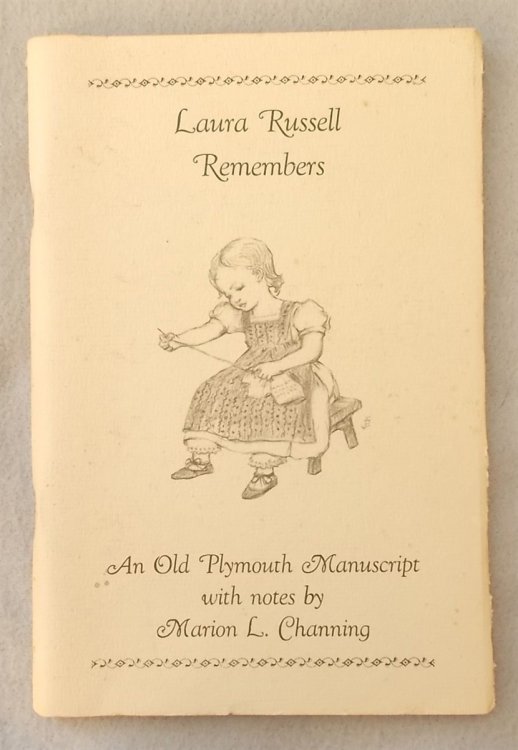 Laura Russell
Remembers
An Old Plymouth Manuscript
with notes by
Marion L. Channing